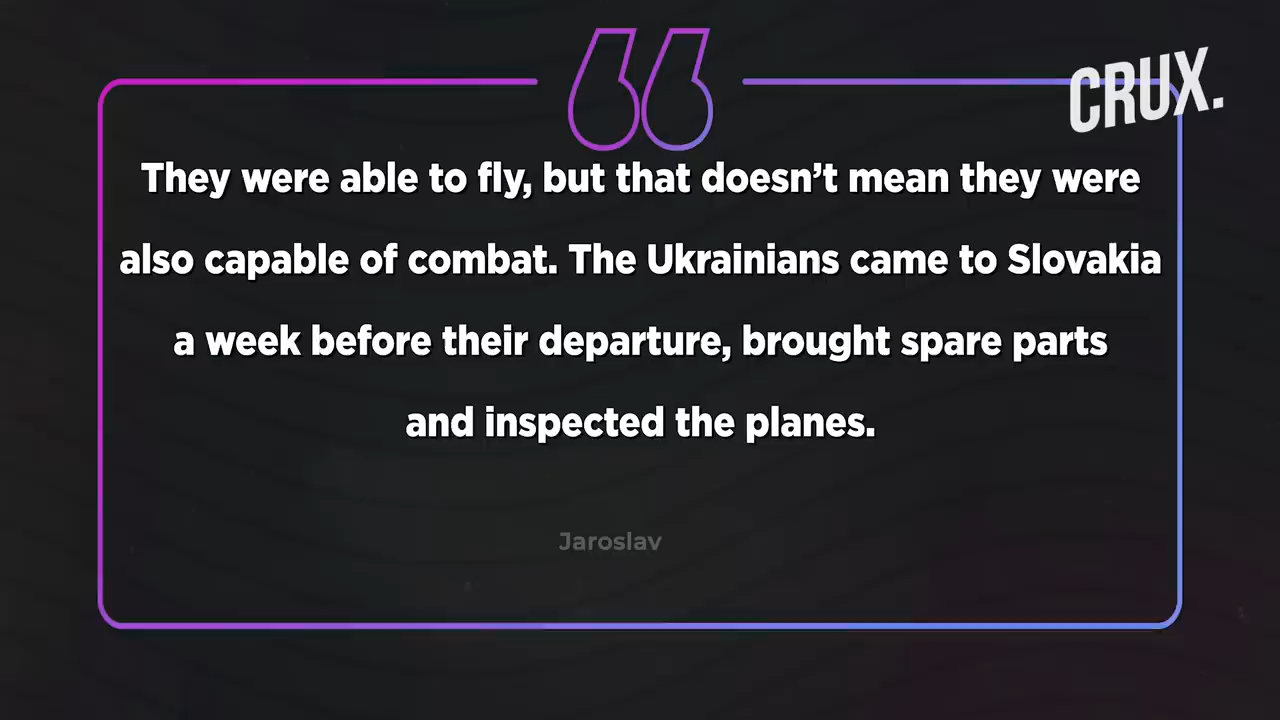 CRUX.
They were able to fly, but that doesn’t mean they were
also capable of combat. The Ukrainians came to Slovakia
a week before their departure, brought spare parts
and inspected the planes.
Jaroslav